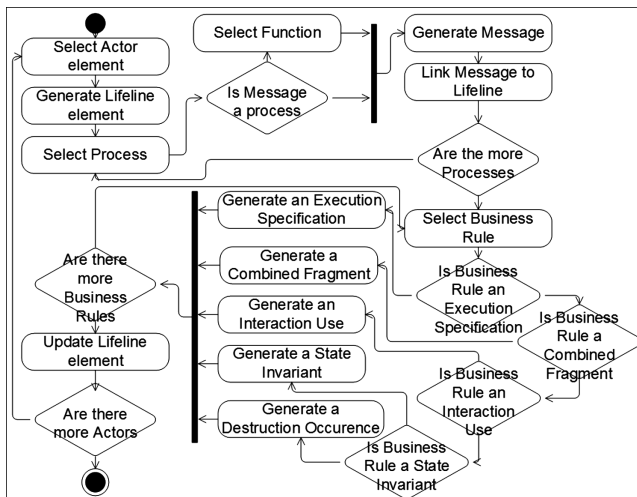 Select Actor
element
Generate Lifeline
element
Select Process
Select Function
Is Message
a process
Generate Message
Link Message to
Lifeline
Are the more
Processes
Select Business
Rule
Is Business
Rule an
Execution
Specification
Is Business
Rule a
Combined
Fragment
Is Business
Rule an
Interaction
Use
Is Business
Rule a State
Invariant
Generate an Execution
Specification
Generate a
Combined Fragment
Generate an
Interaction Use
Generate a State
Invariant
Generate a
Destruction Occurence
Are there
more
Business
Rules
Update Lifeline
element
Are there
more Actors